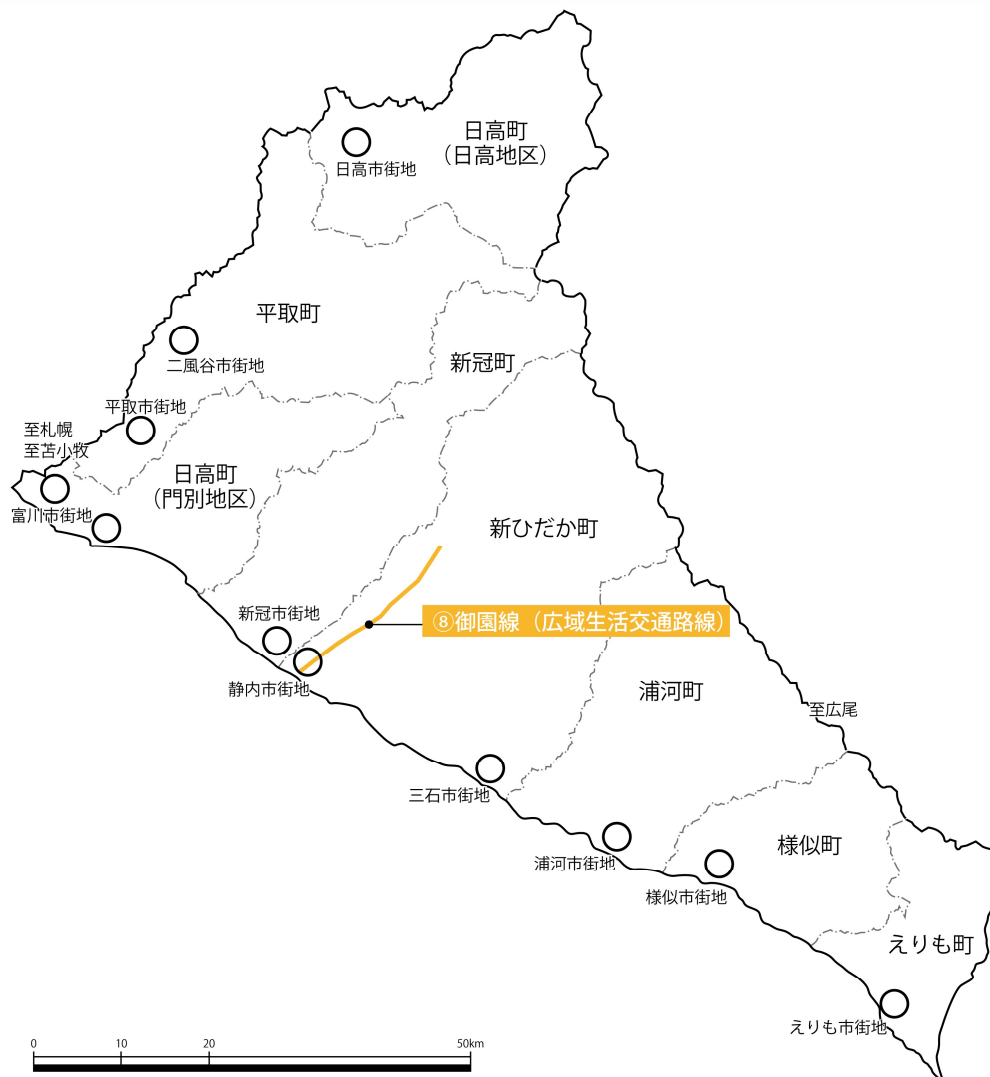 日高町
（日高地区）
日高市街地
平取町
新冠町
二風谷市街地
平取市街地
至札幌
至苫小牧
日高町
（門別地区）
富川市街地
新ひだか町
新冠市街地
⑧御園線（広域生活交通路線）
静内市街地
浦河町
至広尾
三石市街地
様似町
浦河市街地
様似市街地
えりも町
えりも市街地
0 10 20 50km